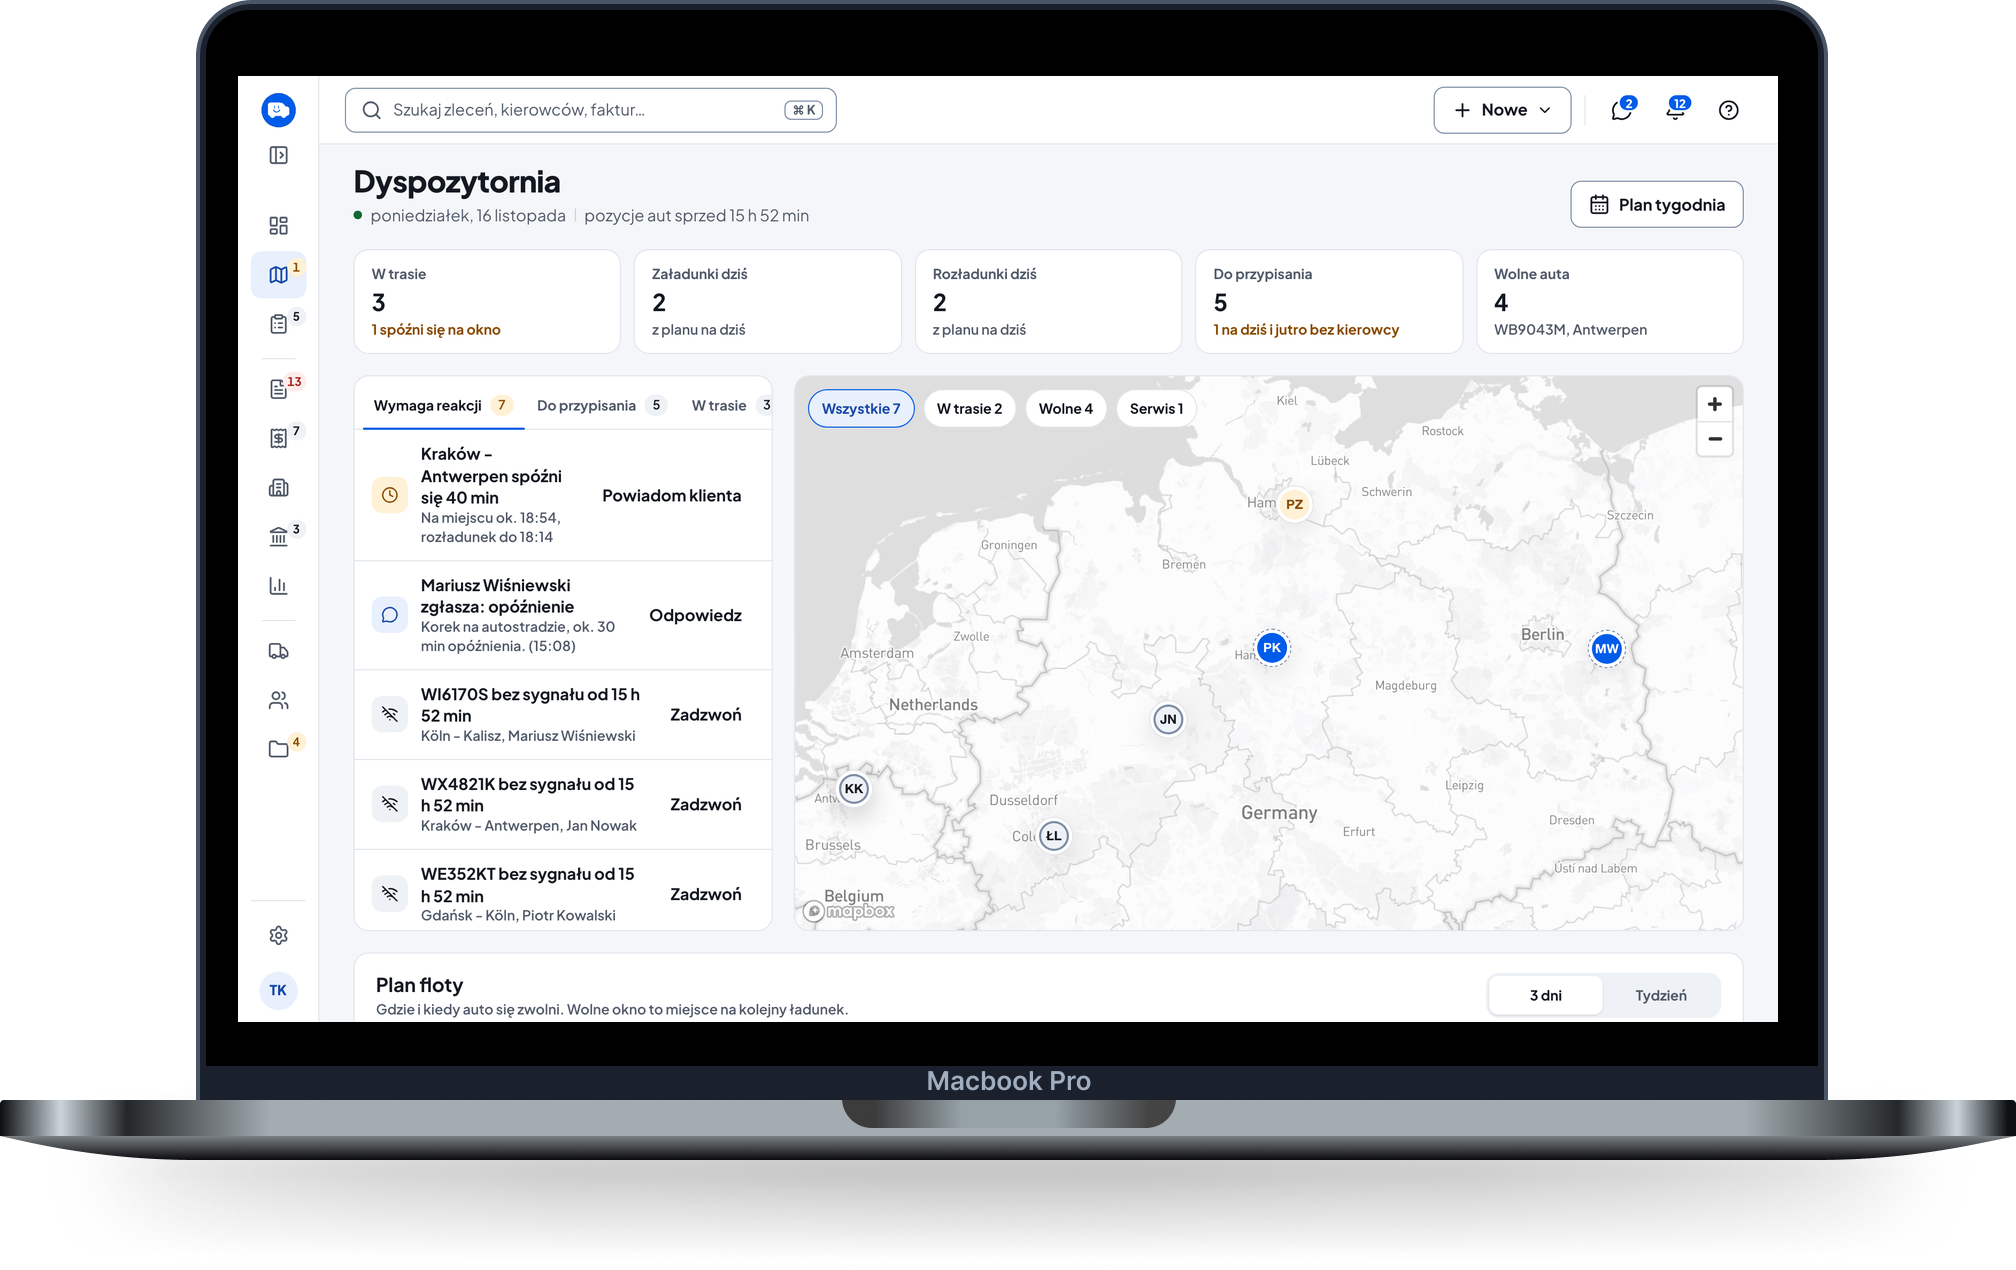 Szukaj zleceń, kierowców, faktur...
⌘ K
Nowe
2
12
Dyspozytornia
poniedziałek, 16 listopada
pozycje aut sprzed 15 h 52 min
Plan tygodnia
1
5
13
7
3
4
TK
W trasie
3
1 spóźni się na okno
Załadunki dziś
2
z planu na dziś
Rozładunki dziś
2
z planu na dziś
Do przypisania
5
1 na dziś i jutro bez kierowcy
Wolne auta
4
WB9043M, Antwerpen
Wymaga reakcji 7
Do przypisania 5
W trasie 3
Kraków –
Antwerpen spóźni
się 40 min
Na miejscu ok. 18:54,
rozładunek do 18:14
Powiadom klienta
Mariusz Wiśniewski
zgłasza: opóźnienie
Korek na autostradzie, ok. 30
min opóźnienia. (15:08)
Odpowiedz
WI6170S bez sygnału od 15 h
52 min
Köln – Kalisz, Mariusz Wiśniewski
Zadzwoń
WX4821K bez sygnału od 15
h 52 min
Kraków – Antwerpen, Jan Nowak
Zadzwoń
WE352KT bez sygnału od 15
h 52 min
Gdańsk – Köln, Piotr Kowalski
Zadzwoń
Wszystkie 7
W trasie 2
Wolne 4
Serwis 1
+
−
Kiel
Rostock
Lübeck
Schwerin
Ham
PZ
Szczecin
Groningen
Bremen
Zwolle
Amsterdam
Han
PK
Berlin
MW
Magdeburg
Netherlands
JN
KK
Antw
Dusseldorf
Leipzig
Germany
Col
ŁL
Erfurt
Dresden
Brussels
Ústí nad Labem
Belgium
mapbox
Plan floty
Gdzie i kiedy auto się zwolni. Wolne okno to miejsce na kolejny ładunek.
3 dni
Tydzień
Macbook Pro